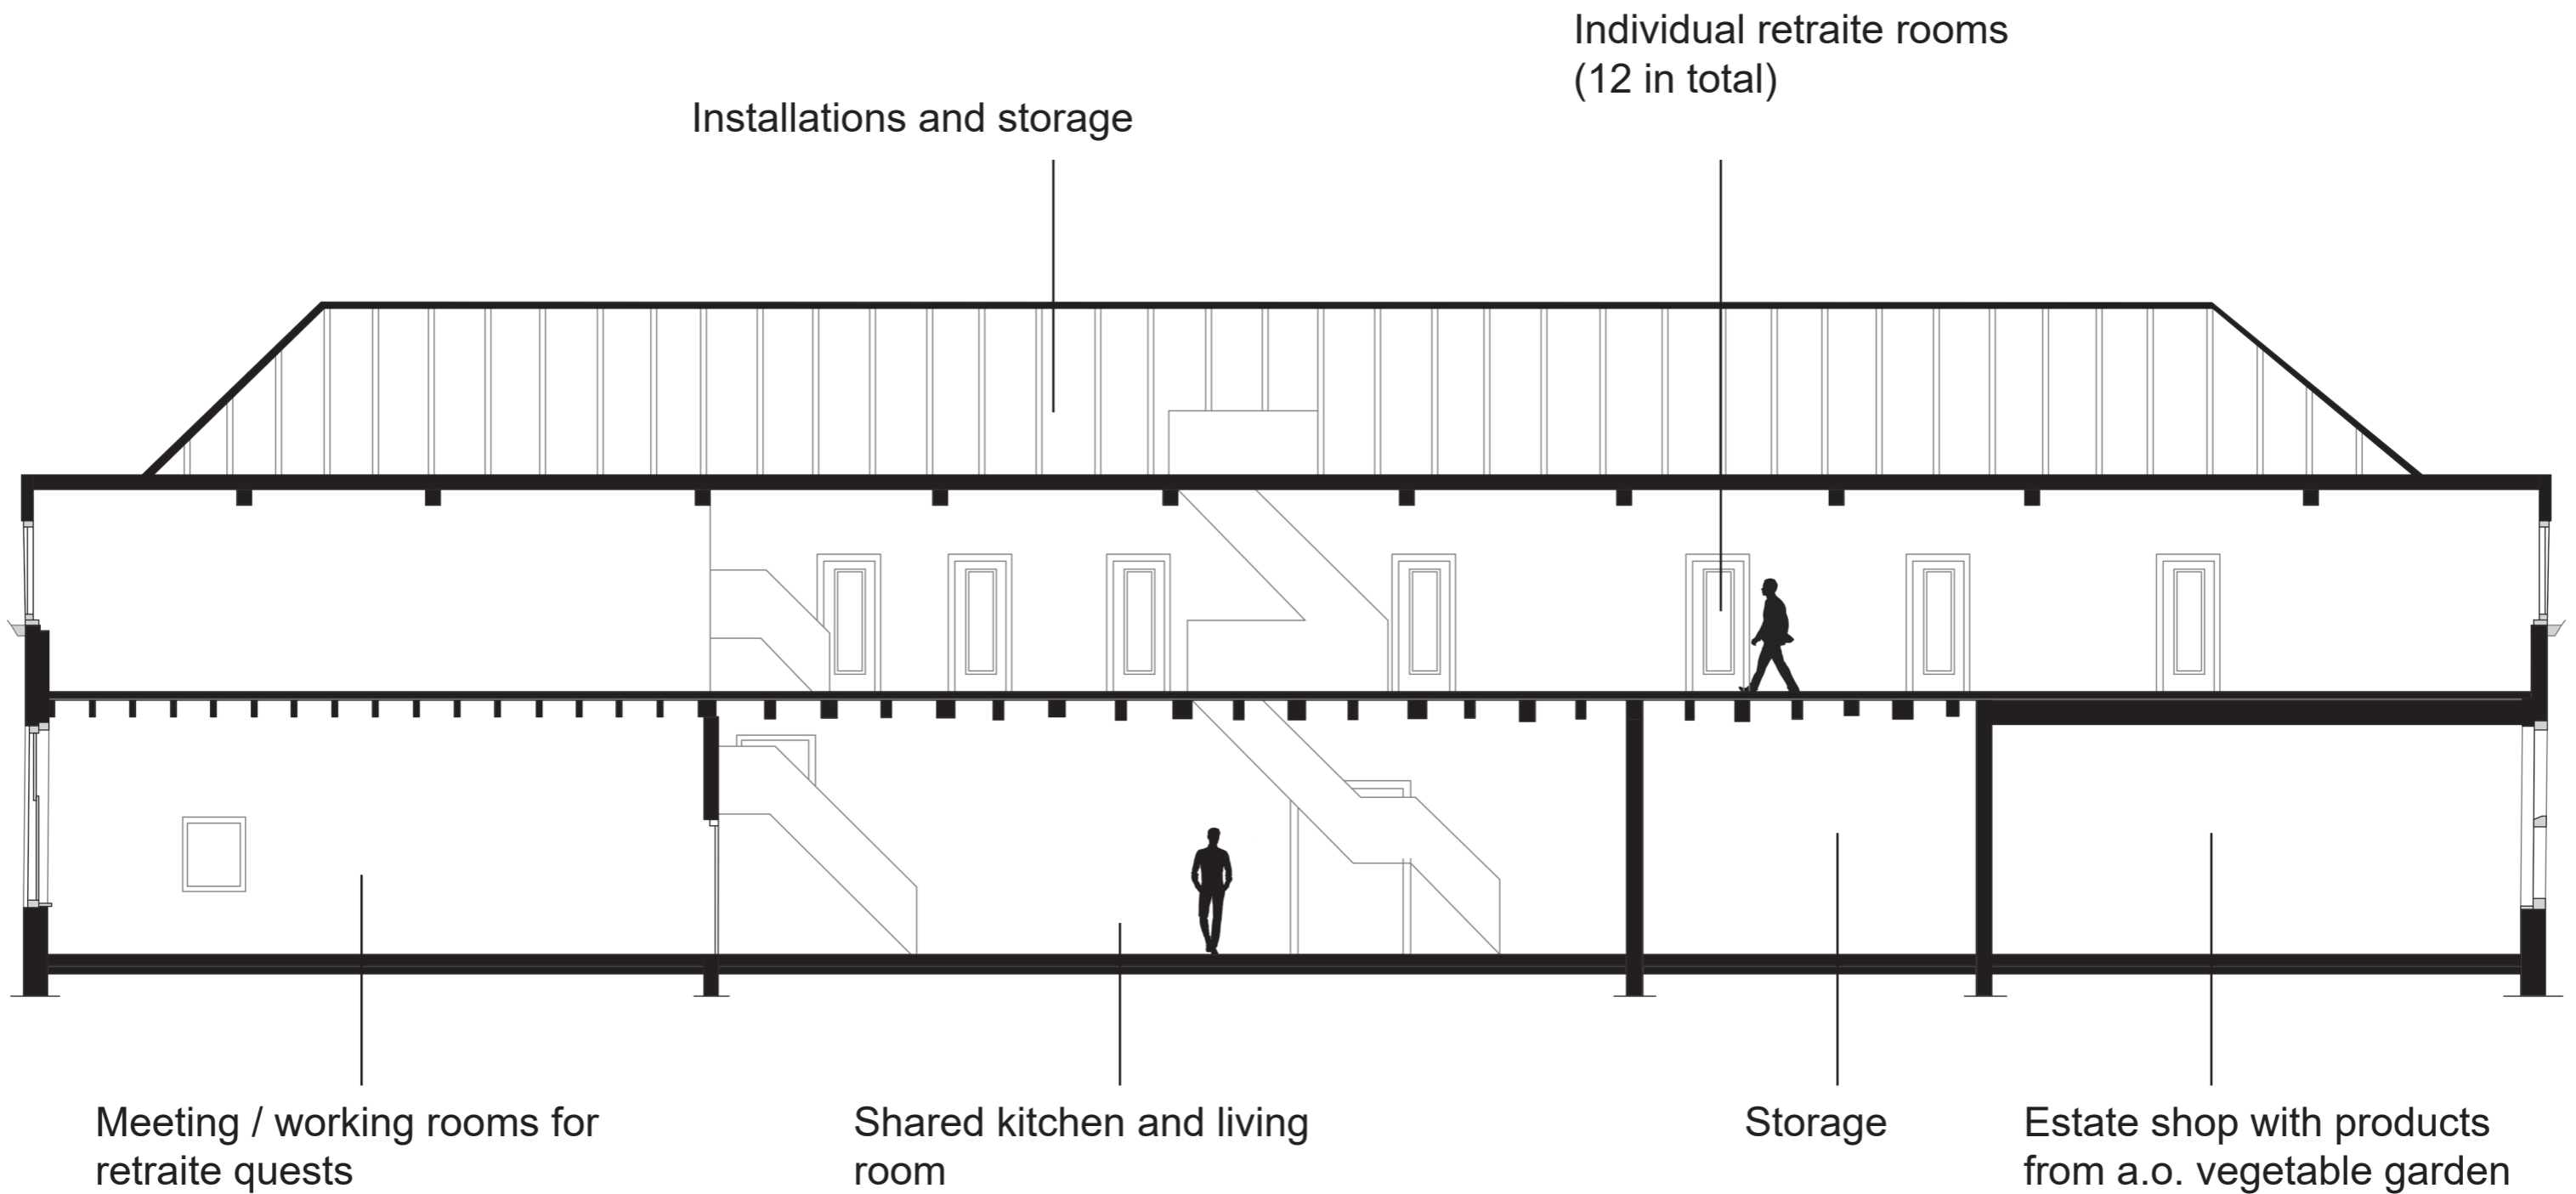 Individual retraite rooms
(12 in total)
Installations and storage
Meeting / working rooms for
retraite quests
Shared kitchen and living
room
Storage
Estate shop with products
from a.o. vegetable garden